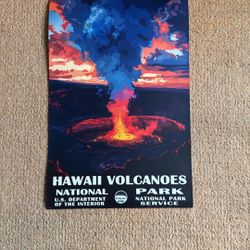 HAWAII VOLCANOES
NATIONAL PARK
U.S. DEPARTMENT NATIONAL PARK
OF THE INTERIOR SERVICE